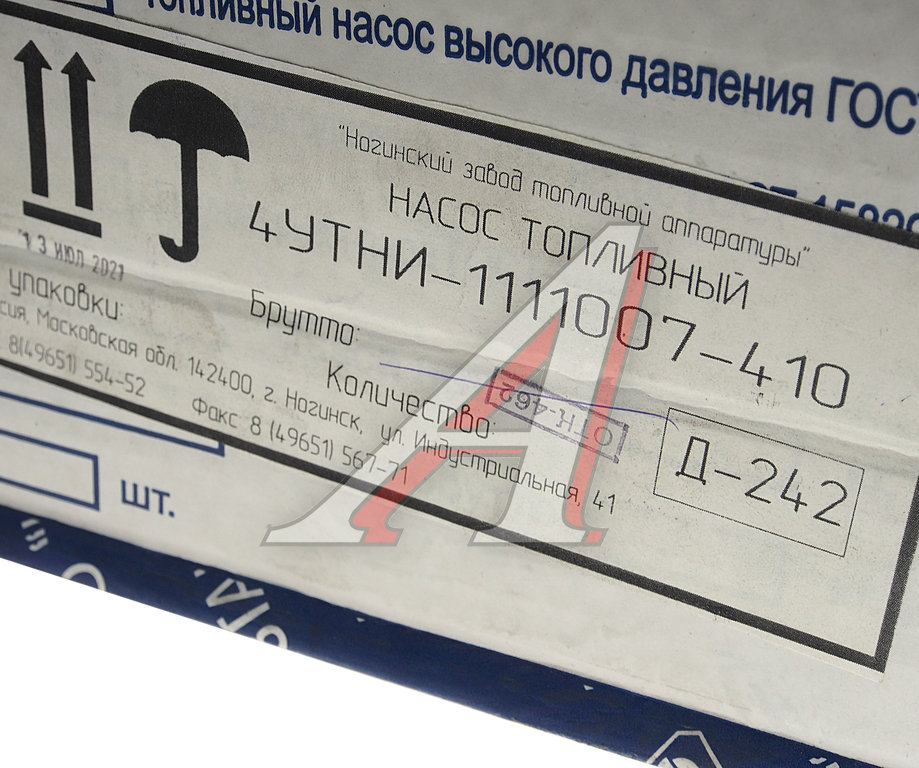 топливный насос высокого давления ГОСТ
15829
"Ногинский завод топливной аппаратуры"
НАСОС ТОПЛИВНЫЙ
4УТНИ-1111007-410
13 ИЮЛ 2021
упаковки:
Брутто:
Количество:
сия, Московская обл. 142400, г. Ногинск, ул. Индустриальная, 41
8(49651) 554-52
Факс 8 (49651) 567-71
ОТК-462
Д-242
шт.